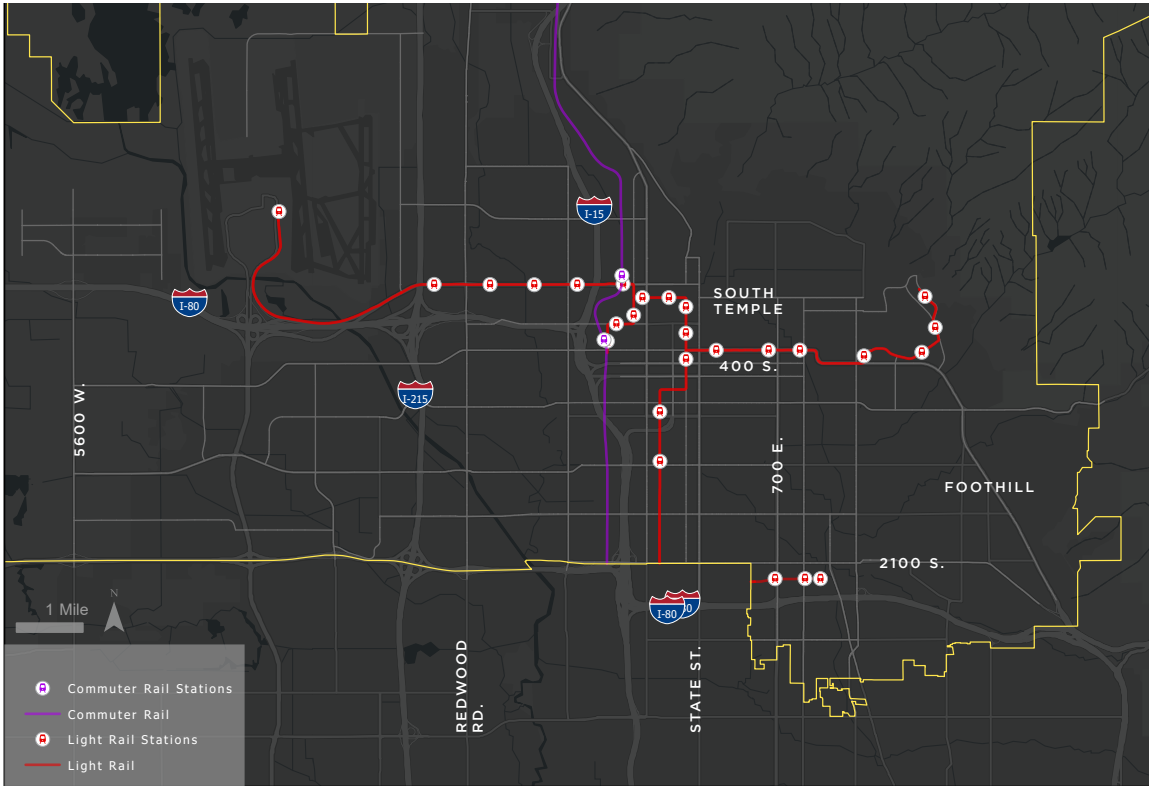 I-15
I-80
SOUTH
TEMPLE
400 S.
I-215
5600 W.
700 E.
FOOTHILL
2100 S.
1 Mile
N
I-80
REDWOOD
RD.
STATE ST.
Commuter Rail Stations
Commuter Rail
Light Rail Stations
Light Rail